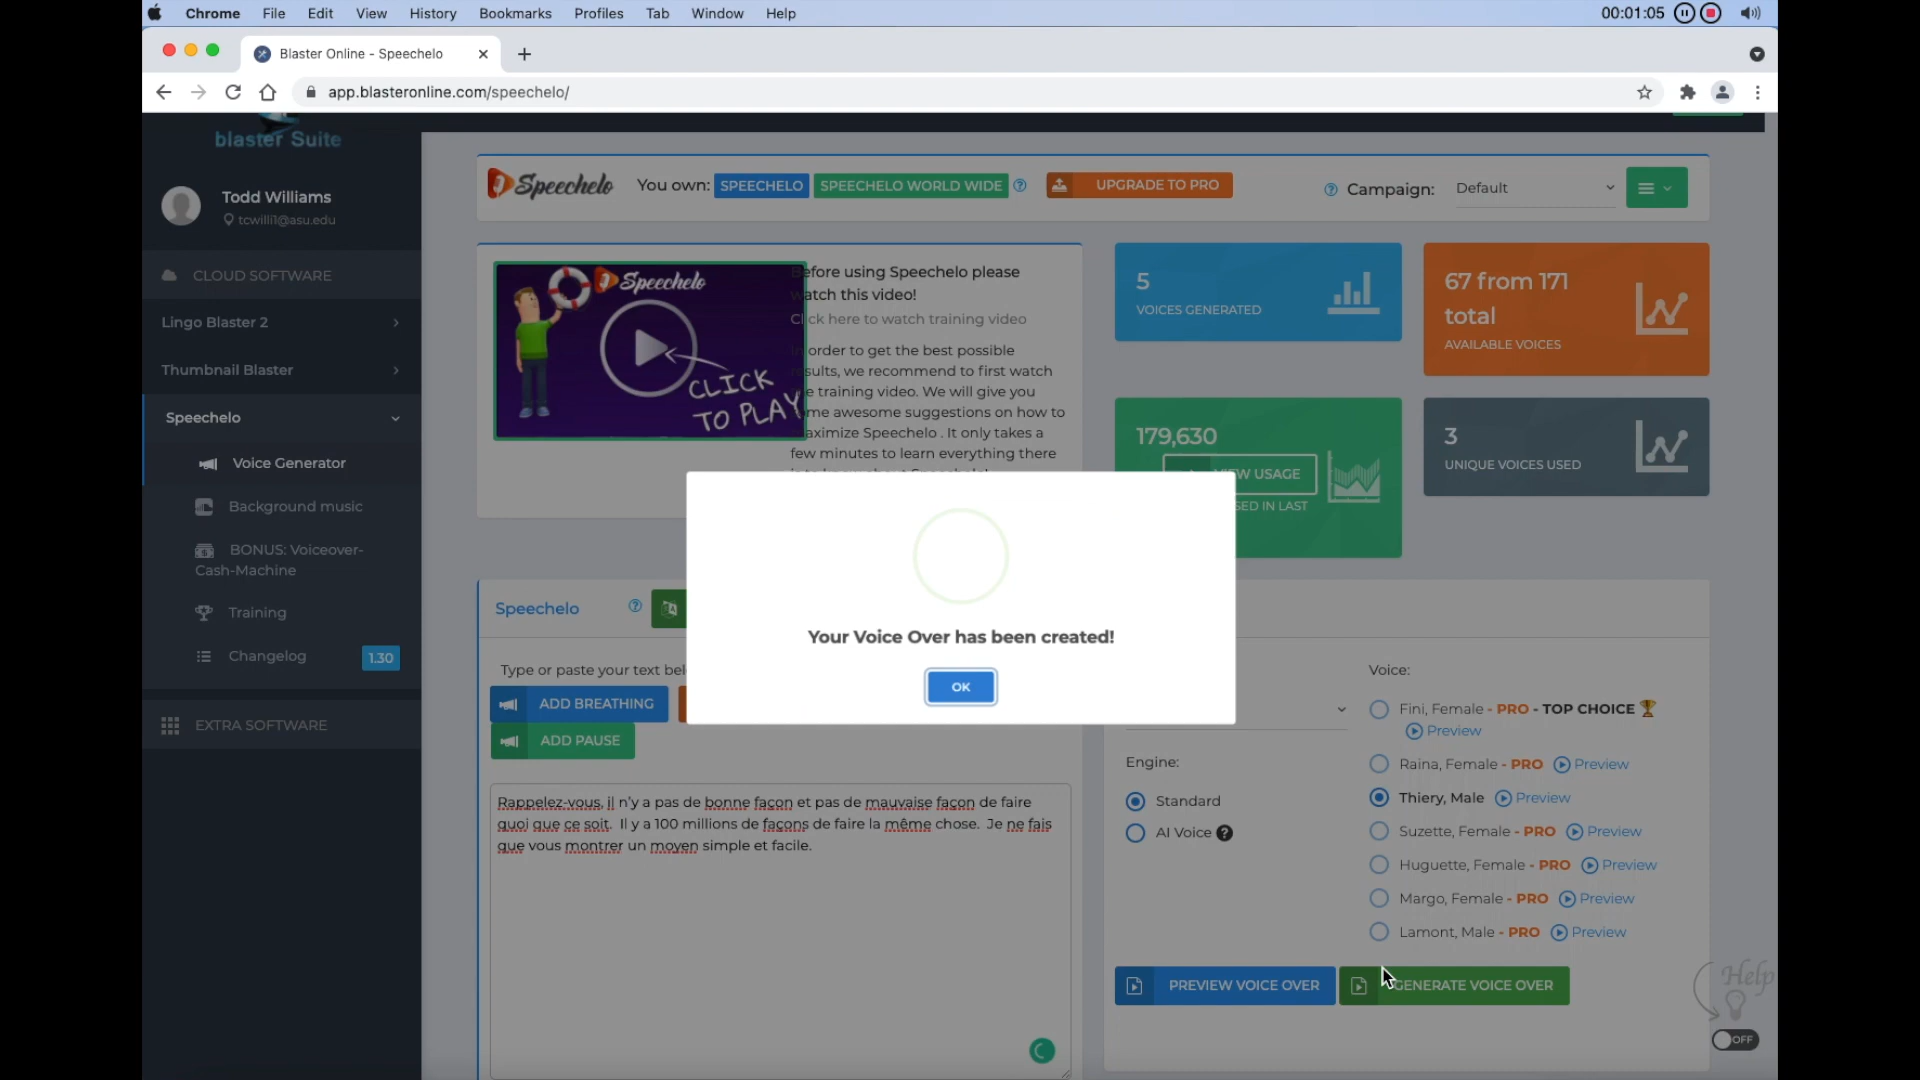 Chrome File Edit View History Bookmarks Profiles Tab Window Help 00:01:05
Blaster Online - Speechelo
app.blasteronline.com/speechelo/
blaster Suite
Todd Williams
tcwilli1@asu.edu
CLOUD SOFTWARE
Lingo Blaster 2
Thumbnail Blaster
Speechelo
Voice Generator
Background music
BONUS: Voiceover-
Cash-Machine
Training
Changelog 1.30
EXTRA SOFTWARE
Speechelo You own: SPEECHELO SPEECHELO WORLD WIDE UPGRADE TO PRO Campaign: Default
Speechelo
CLICK
TO PLAY
Before using Speechelo please
watch this video!
Click here to watch training video
In order to get the best possible
results, we recommend to first watch
the training video. We will give you
some awesome suggestions on how to
maximize Speechelo . It only takes a
few minutes to learn everything there
5
VOICES GENERATED
67 from 171
total
AVAILABLE VOICES
179,630
VIEW USAGE
USED IN LAST
3
UNIQUE VOICES USED
Your Voice Over has been created!
OK
Speechelo
Type or paste your text
ADD BREATHING
ADD PAUSE
Rappelez-vous, il n'y a pas de bonne façon et pas de mauvaise façon de faire
quoi que ce soit. Il y a 100 millions de façons de faire la même chose. Je ne fais
que vous montrer un moyen simple et facile.
Engine:
Standard
AI Voice
Voice:
Fini, Female - PRO - TOP CHOICE
Preview
Raina, Female - PRO Preview
Thiery, Male Preview
Suzette, Female - PRO Preview
Huguette, Female - PRO Preview
Margo, Female - PRO Preview
Lamont, Male - PRO Preview
PREVIEW VOICE OVER GENERATE VOICE OVER
Help
OFF